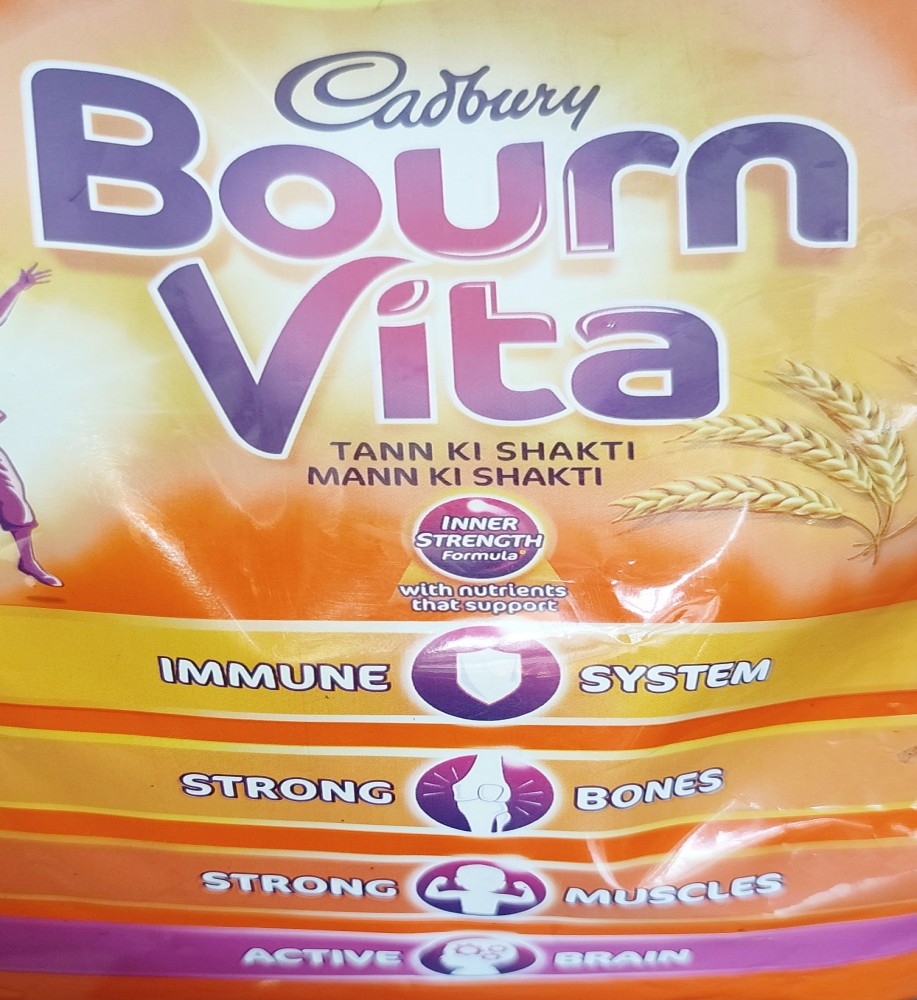 Cadbury
Bourn
Vita
TANN KI SHAKTI
MANN KI SHAKTI
INNER
STRENGTH
Formula
with nutrients
that support
IMMUNE SYSTEM
STRONG BONES
STRONG MUSCLES
ACTIVE BRAIN